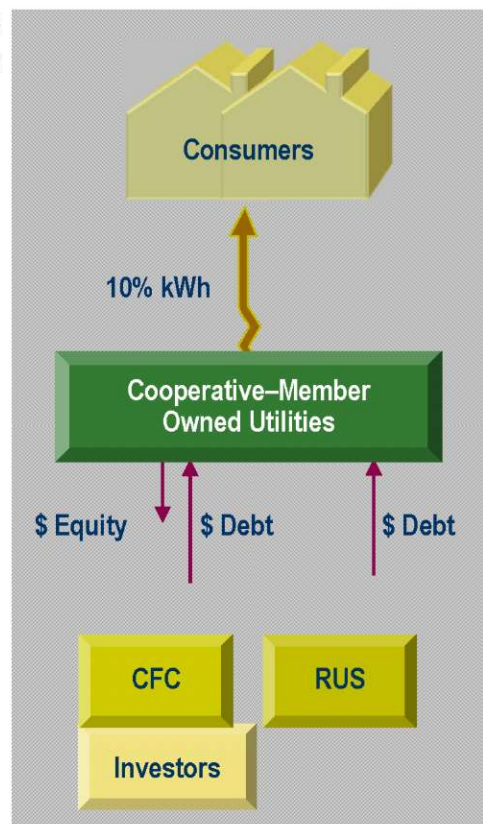 Consumers
10% kWh
Cooperative–Member
Owned Utilities
$ Equity
$ Debt
$ Debt
CFC
RUS
Investors